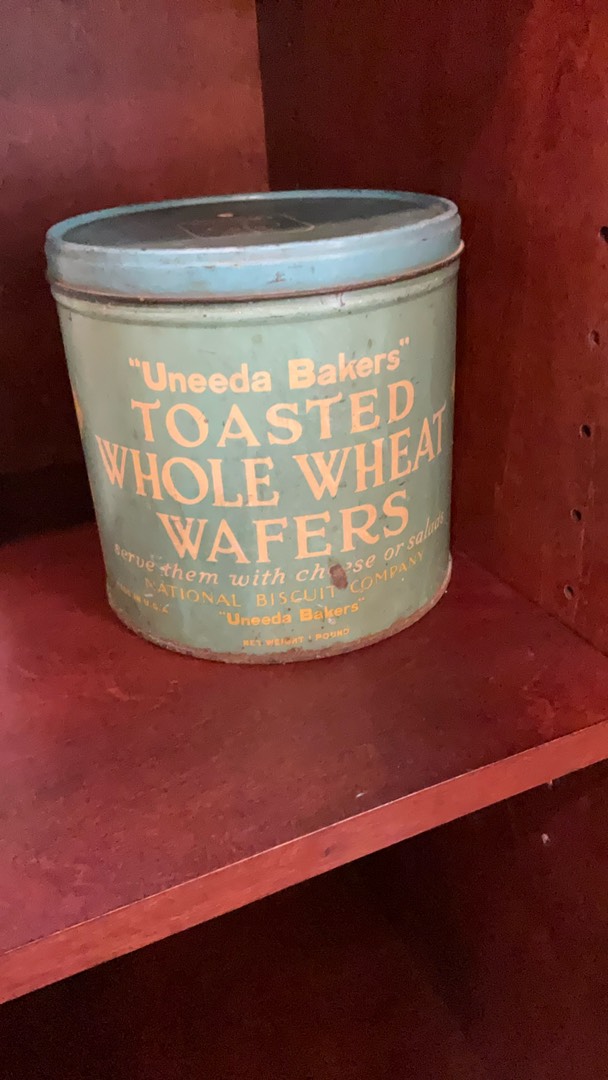 "Uneeda Bakers"
TOASTED
WHOLE WHEAT
WAFERS
serve them with cheese or salads
NATIONAL BISCUIT COMPANY
"Uneeda Bakers"
NET WEIGHT 1 POUND